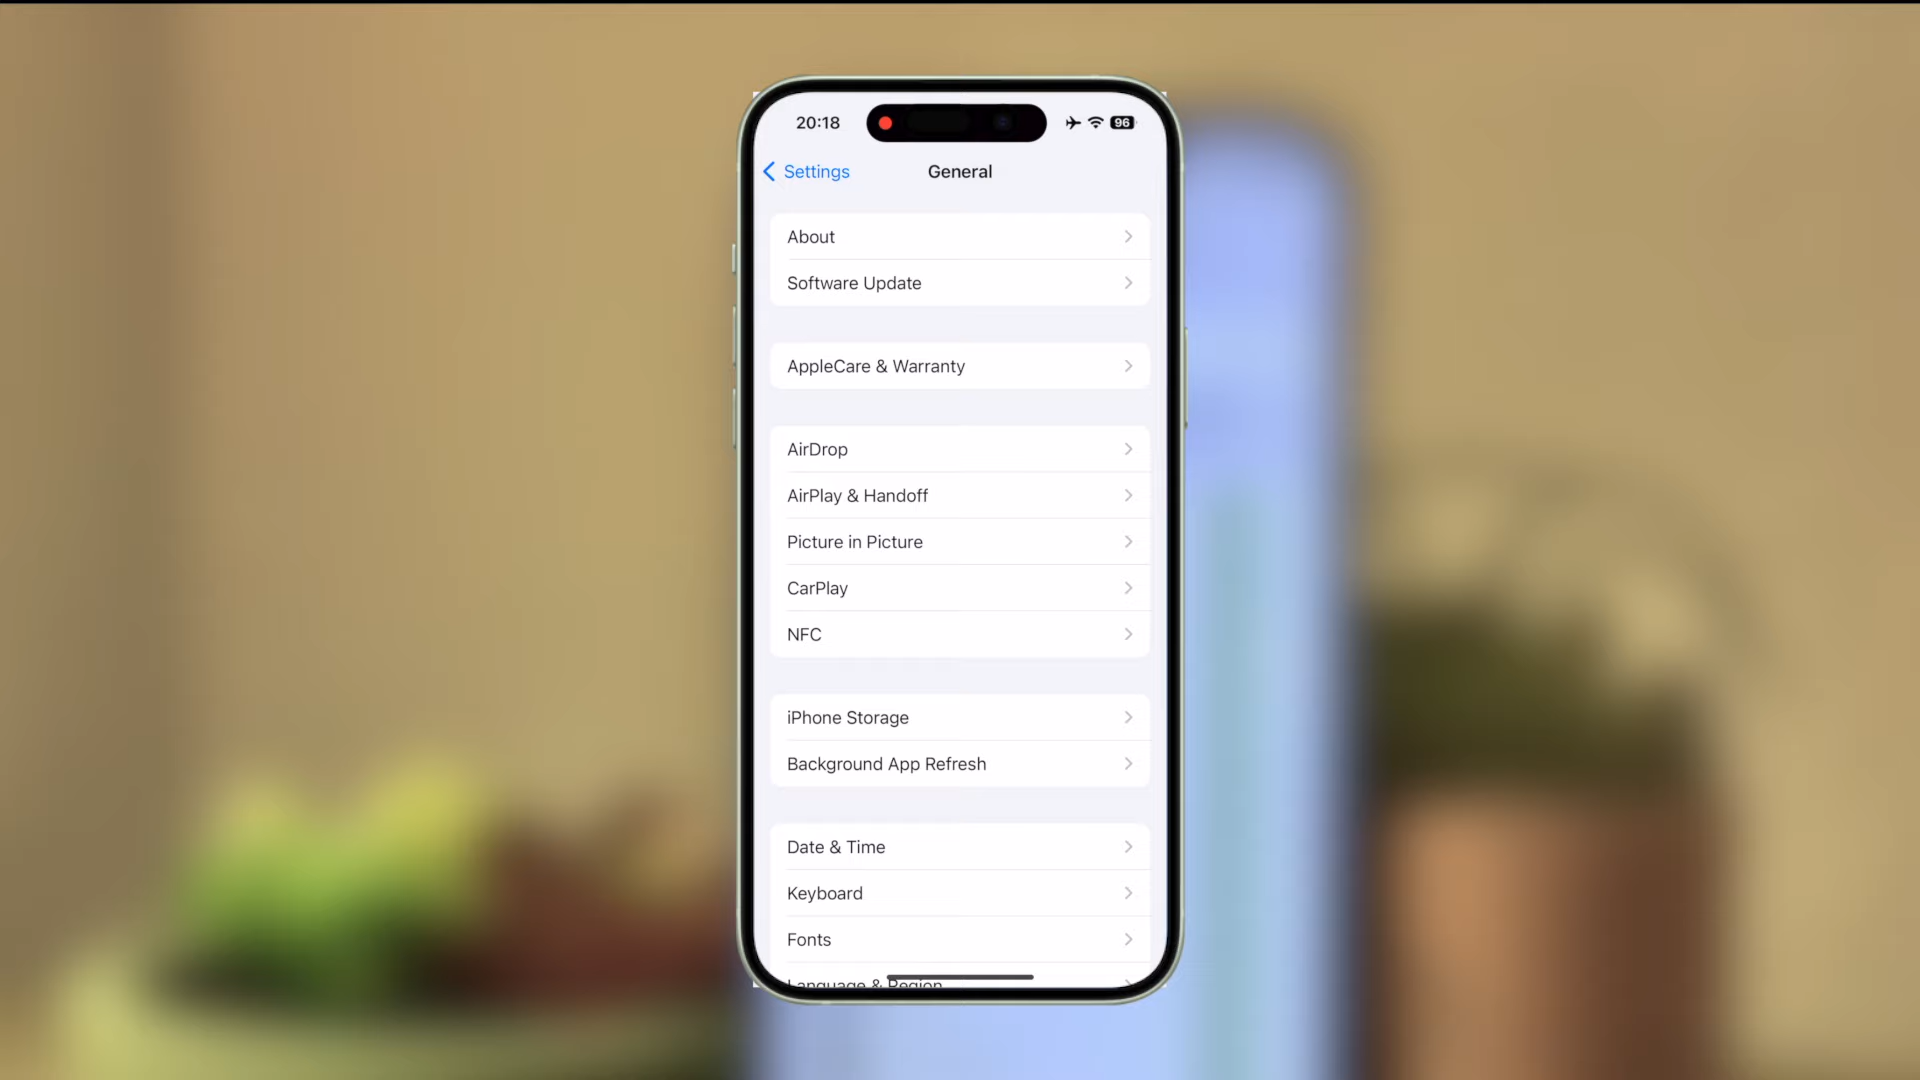 20:18
96
Settings
General
About
Software Update
AppleCare & Warranty
AirDrop
AirPlay & Handoff
Picture in Picture
CarPlay
NFC
iPhone Storage
Background App Refresh
Date & Time
Keyboard
Fonts
Language & Region